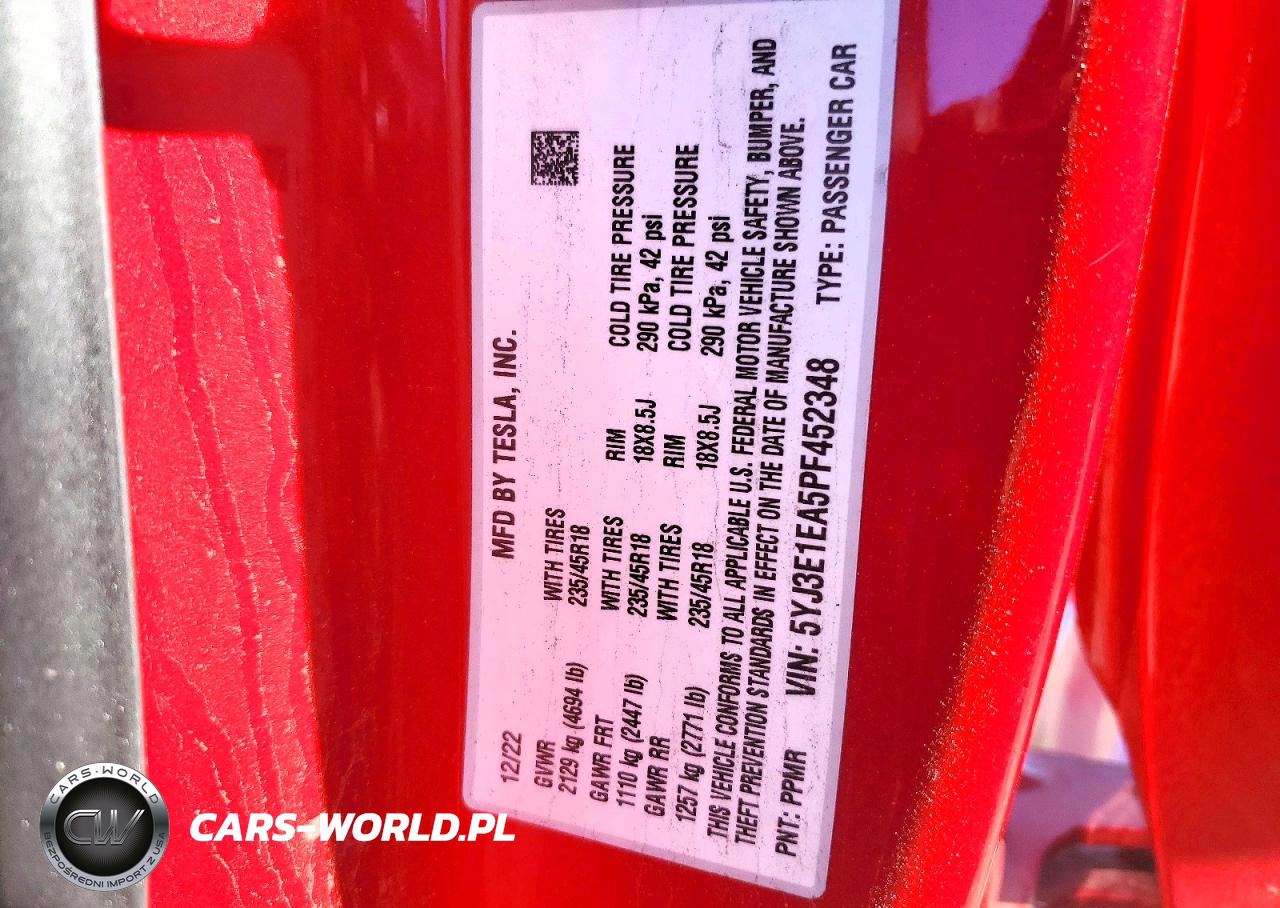 MFD BY TESLA, INC.
12/22
GVWR WITH TIRES
2129 kg (4694 lb) 235/45R18
GAWR FRT WITH TIRES RIM COLD TIRE PRESSURE
1110 kg (2447 lb) 235/45R18 18X8.5J 290 kPa, 42 psi
GAWR RR WITH TIRES RIM COLD TIRE PRESSURE
1257 kg (2771 lb) 235/45R18 18X8.5J 290 kPa, 42 psi
THIS VEHICLE CONFORMS TO ALL APPLICABLE U.S. FEDERAL MOTOR VEHICLE SAFETY, BUMPER, AND
THEFT PREVENTION STANDARDS IN EFFECT ON THE DATE OF MANUFACTURE SHOWN ABOVE.
PNT: PPMR VIN: 5YJ3E1EA5PF452348 TYPE: PASSENGER CAR
CARS-WORLD
CW
BEZPOŚREDNI IMPORT Z USA
CARS-WORLD.PL